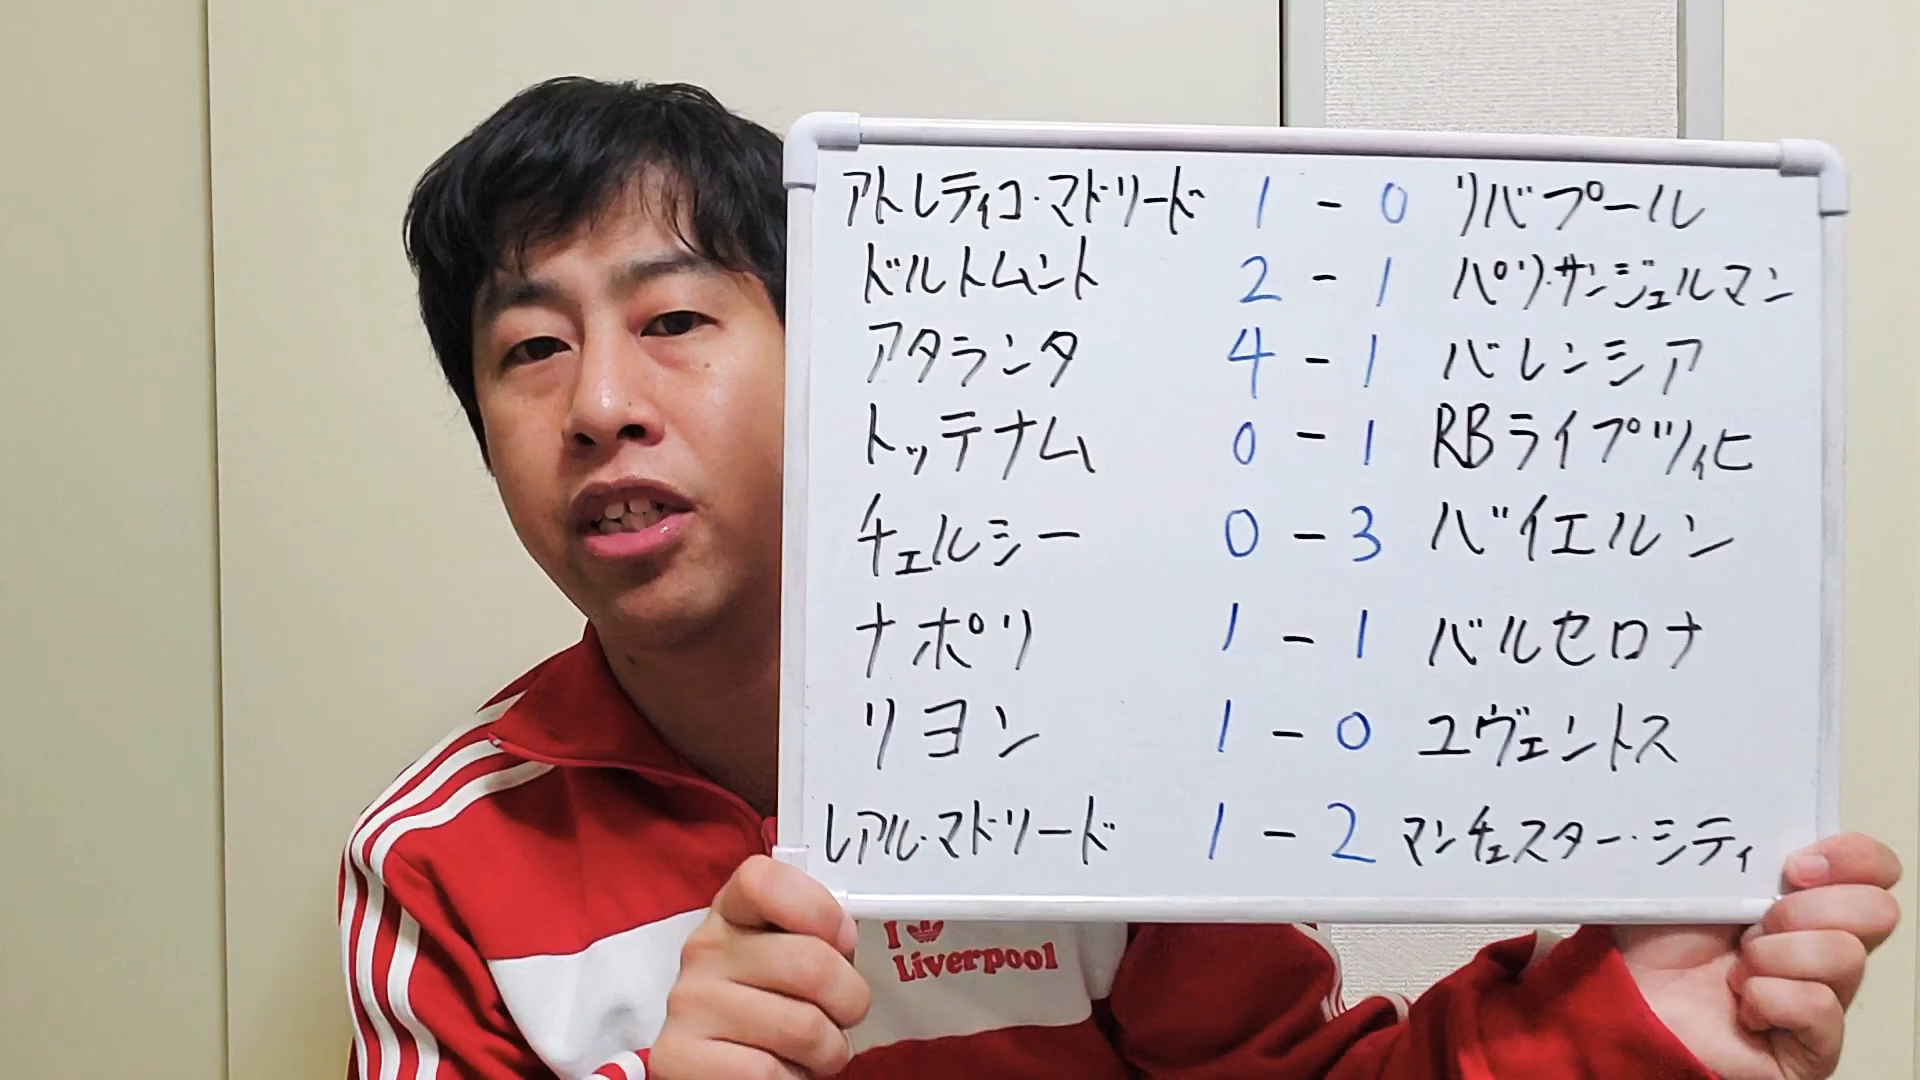 アトレティコ・マドリード 1 - 0 リバプール
ドルトムント 2 - 1 パリ・サンジェルマン
アタランタ 4 - 1 バレンシア
トッテナム 0 - 1 RBライプツィヒ
チェルシー 0 - 3 バイエルン
ナポリ 1 - 1 バルセロナ
リヨン 1 - 0 ユヴェントス
レアル・マドリード 1 - 2 マンチェスター・シティ
I
Liverpool